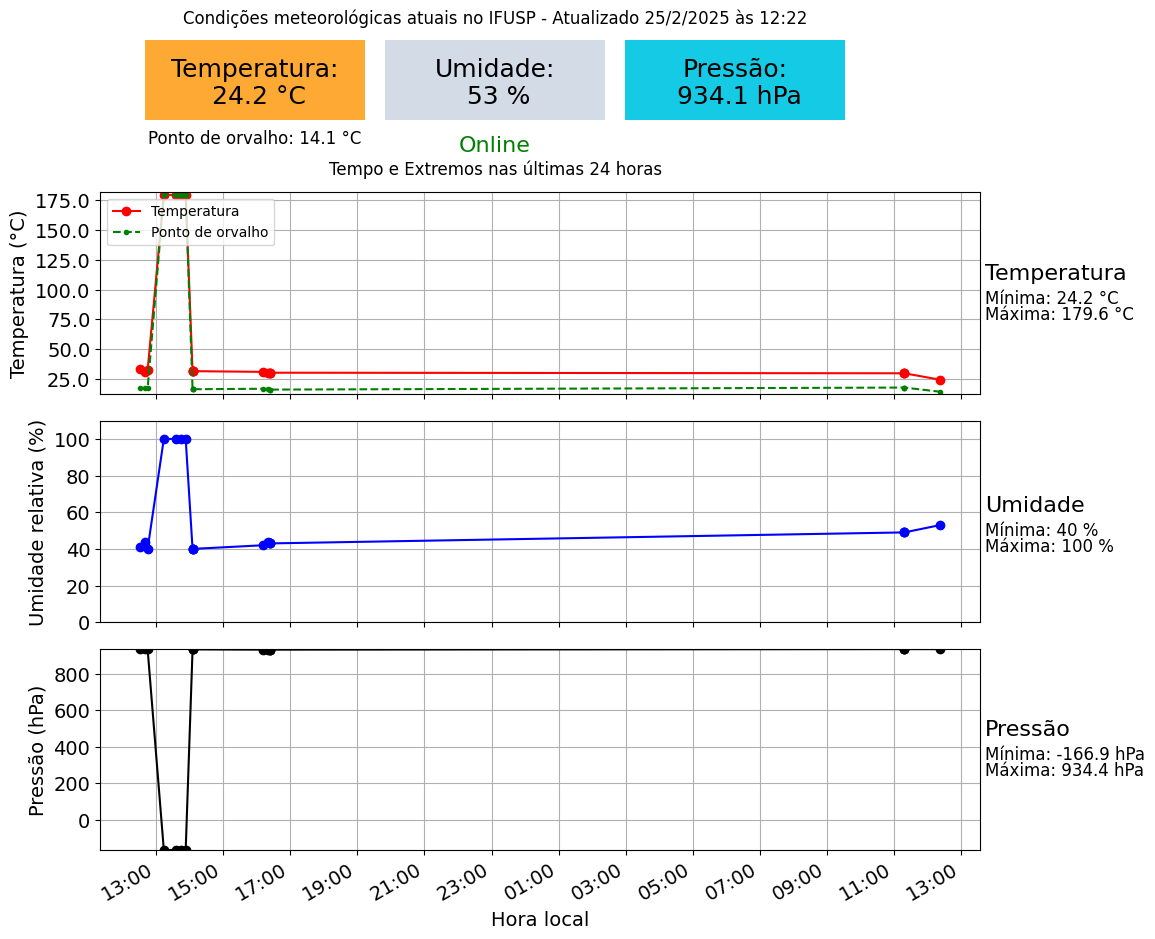 Condições meteorológicas atuais no IFUSP - Atualizado 25/2/2025 às 12:22
Temperatura:
24.2 °C
Umidade:
53 %
Pressão:
934.1 hPa
Ponto de orvalho: 14.1 °C
Online
Tempo e Extremos nas últimas 24 horas
Temperatura (°C)
175.0
150.0
125.0
100.0
75.0
50.0
25.0
Temperatura
Ponto de orvalho
Temperatura
Mínima: 24.2 °C
Máxima: 179.6 °C
Umidade relativa (%)
100
80
60
40
20
0
Umidade
Mínima: 40 %
Máxima: 100 %
Pressão (hPa)
800
600
400
200
0
Pressão
Mínima: -166.9 hPa
Máxima: 934.4 hPa
13:00 15:00 17:00 19:00 21:00 23:00 01:00 03:00 05:00 07:00 09:00 11:00 13:00
Hora local